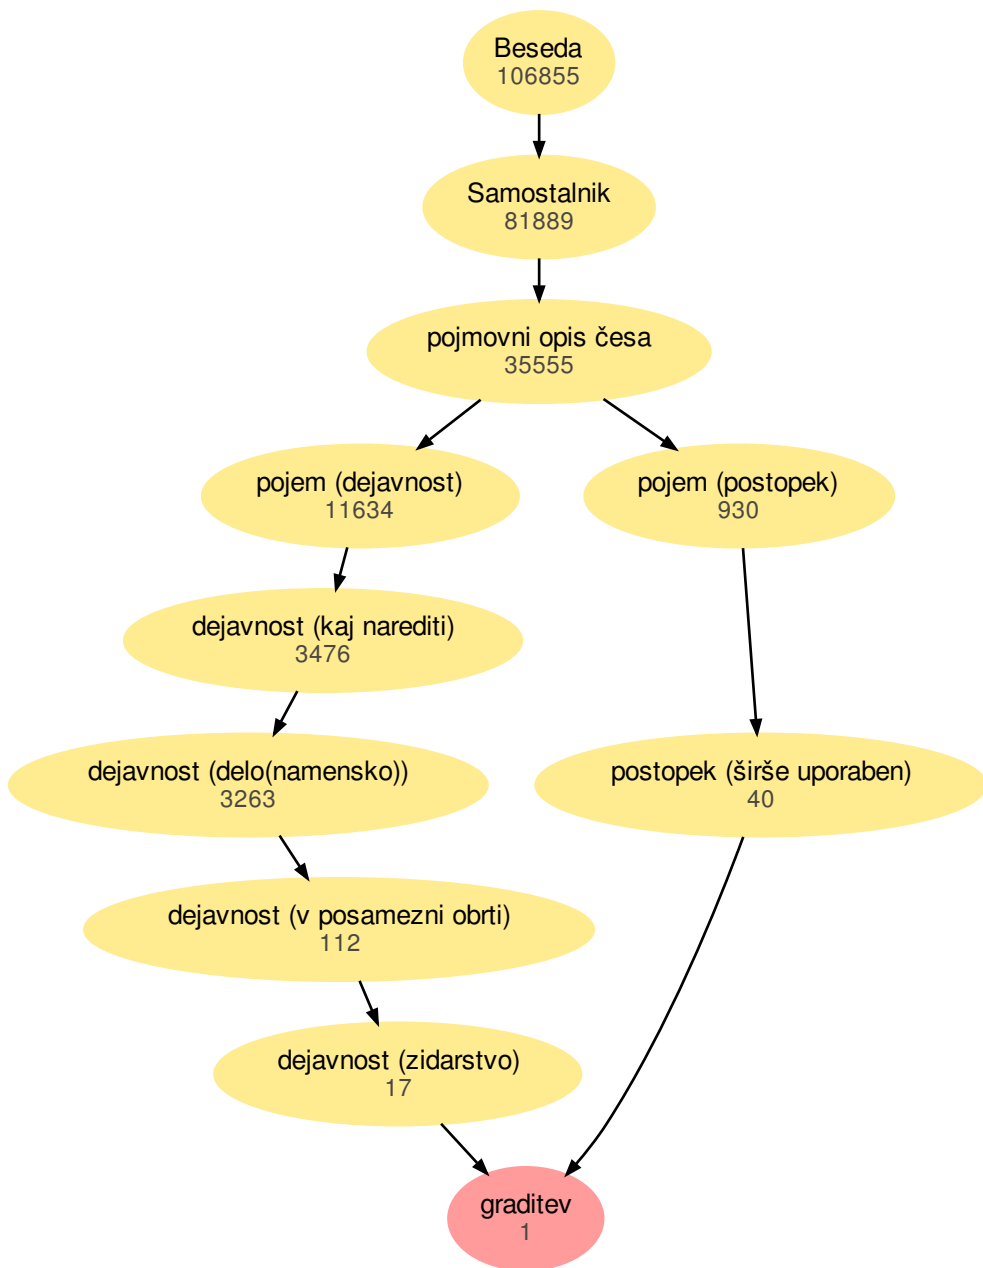 Beseda
106855
Samostalnik
81889
pojmovni opis česa
35555
pojem (dejavnost)
11634
pojem (postopek)
930
dejavnost (kaj narediti)
3476
dejavnost (delo(namensko))
3263
postopek (širše uporaben)
40
dejavnost (v posamezni obrti)
112
dejavnost (zidarstvo)
17
graditev
1